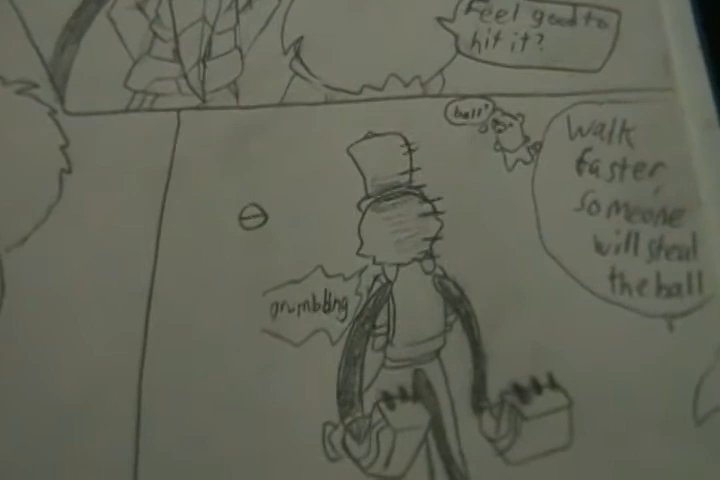 Feel good to
hit it?
ball?
Walk
faster,
someone
will steal
the ball
grumbling